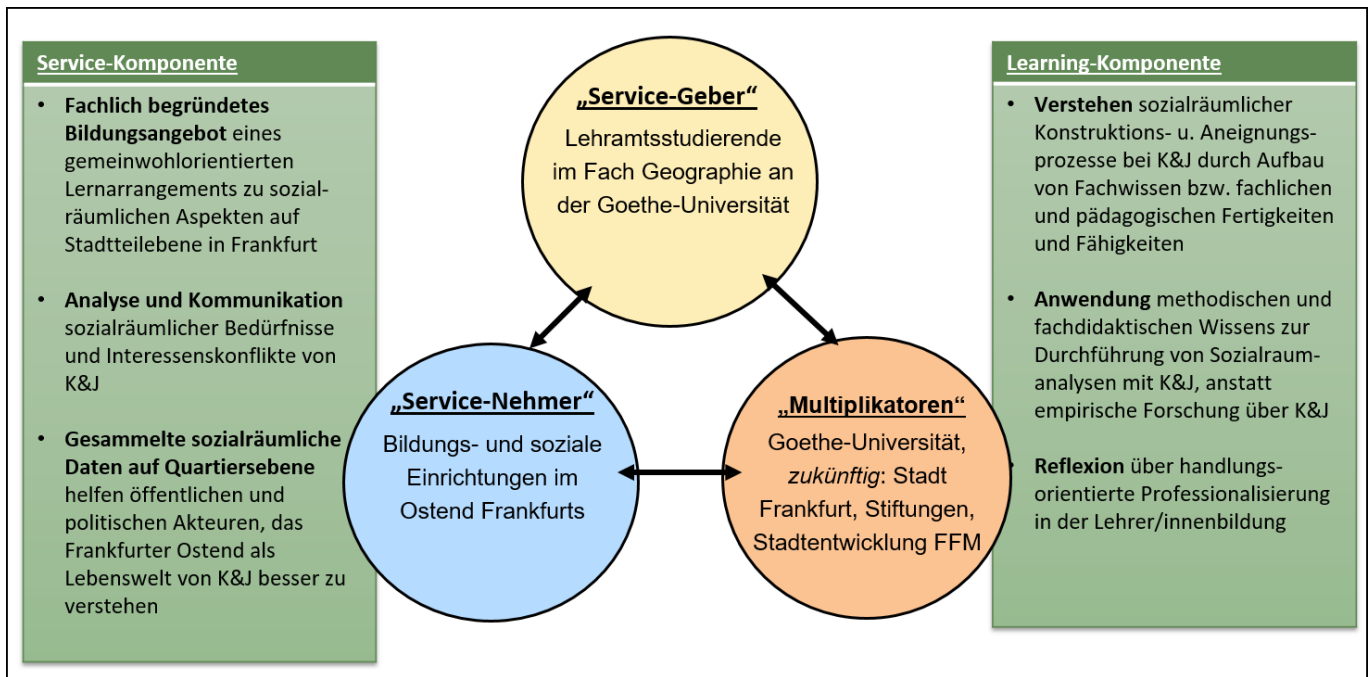 Service-Komponente
• Fachlich begründetes
Bildungsangebot eines
gemeinwohlorientierten
Lernarrangements zu sozial-
räumlichen Aspekten auf
Stadtteilebene in Frankfurt
• Analyse und Kommunikation
sozialräumlicher Bedürfnisse
und Interessenskonflikte von
K&J
• Gesammelte sozialräumliche
Daten auf Quartiersebene
helfen öffentlichen und
politischen Akteuren, das
Frankfurter Ostend als
Lebenswelt von K&J besser zu
verstehen
„Service-Geber“
Lehramtsstudierende
im Fach Geographie an
der Goethe-Universität
„Service-Nehmer“
Bildungs- und soziale
Einrichtungen im
Ostend Frankfurts
„Multiplikatoren“
Goethe-Universität,
zukünftig: Stadt
Frankfurt, Stiftungen,
Stadtentwicklung FFM
Learning-Komponente
• Verstehen sozialräumlicher
Konstruktions- u. Aneignungs-
prozesse bei K&J durch Aufbau
von Fachwissen bzw. fachlichen
und pädagogischen Fertigkeiten
und Fähigkeiten
• Anwendung methodischen und
fachdidaktischen Wissens zur
Durchführung von Sozialraum-
analysen mit K&J, anstatt
empirische Forschung über K&J
• Reflexion über handlungs-
orientierte Professionalisierung
in der Lehrer/innenbildung